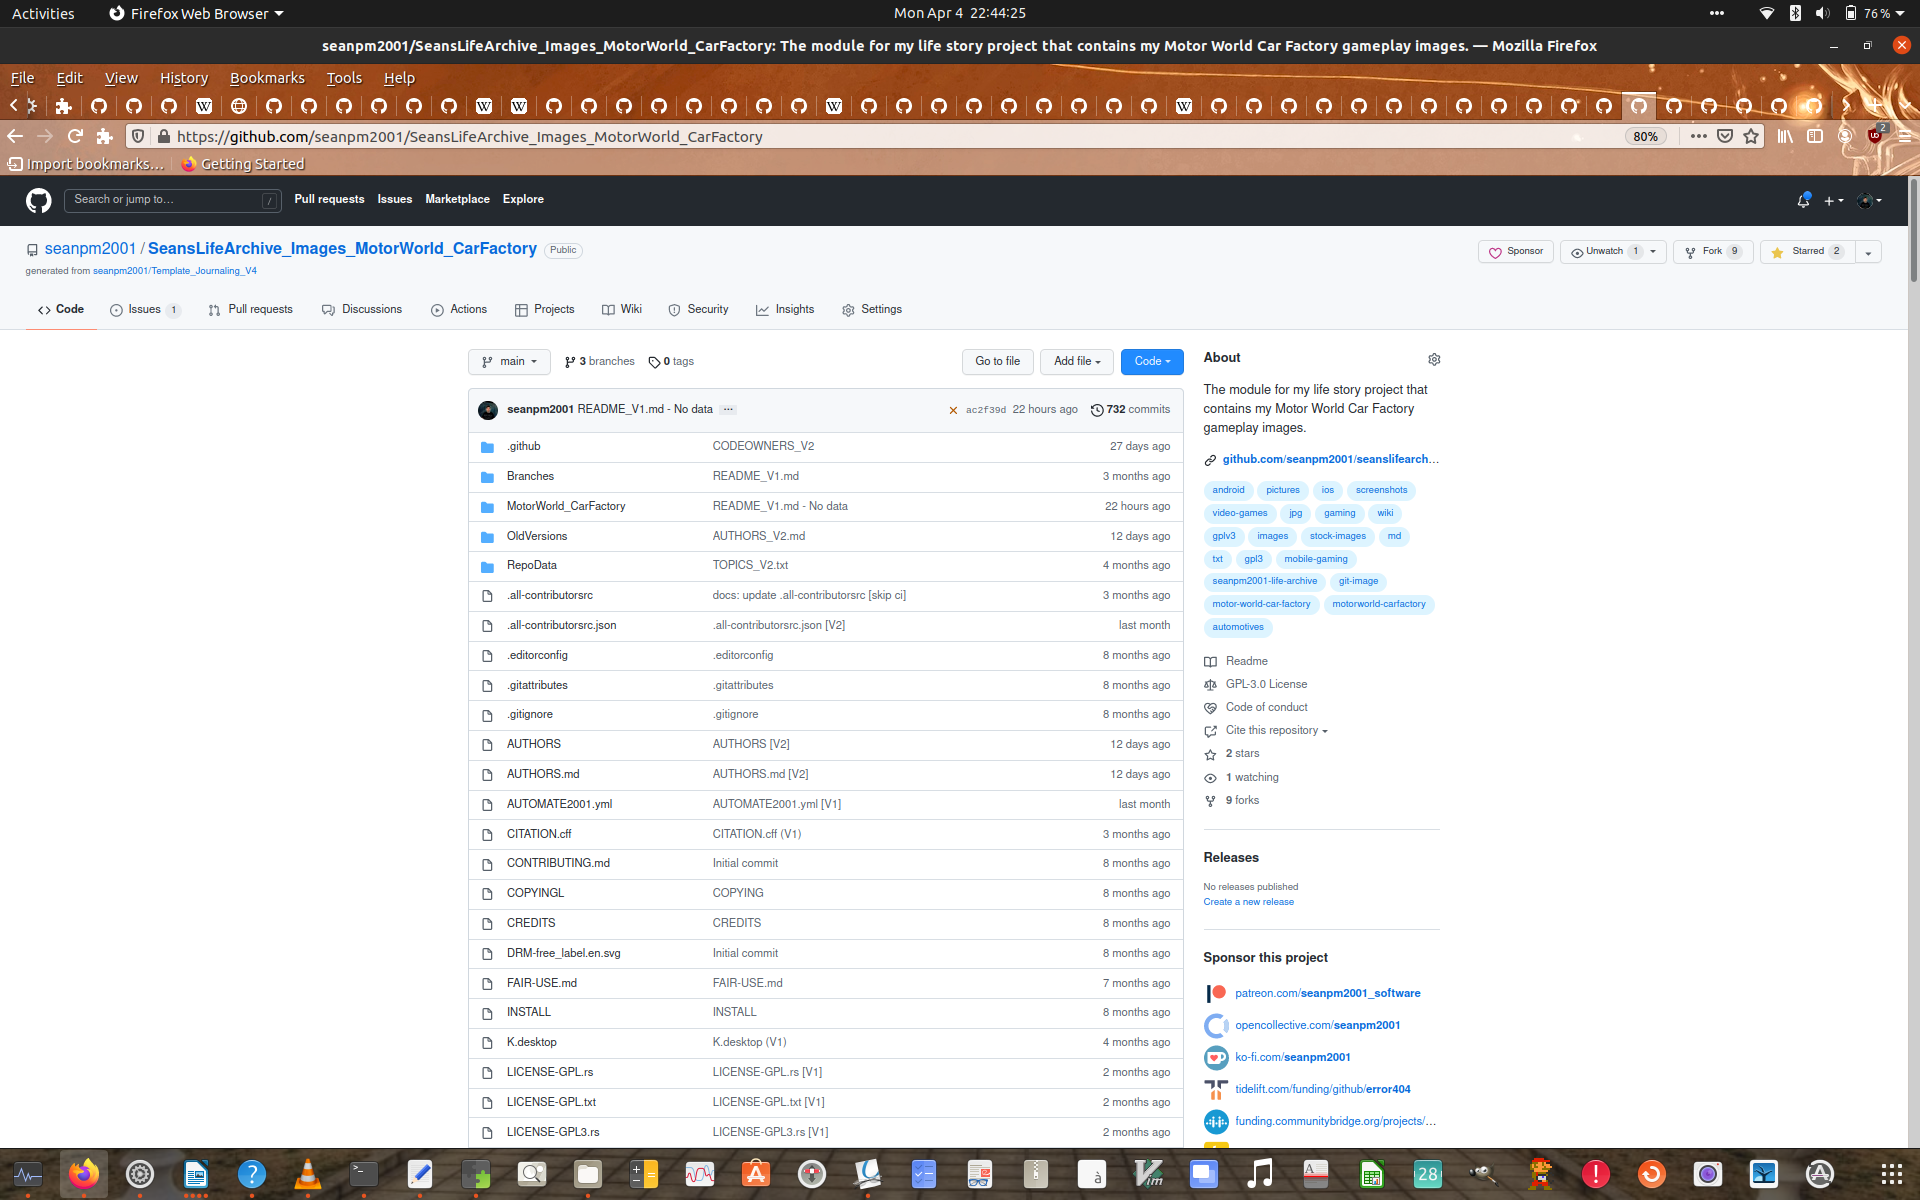 Activities Firefox Web Browser Mon Apr 4 22:44:25 76 %
seanpm2001/SeansLifeArchive_Images_MotorWorld_CarFactory: The module for my life story project that contains my Motor World Car Factory gameplay images. — Mozilla Firefox
File Edit View History Bookmarks Tools Help
https://github.com/seanpm2001/SeansLifeArchive_Images_MotorWorld_CarFactory 80% 2
Import bookmarks… Getting Started
Search or jump to… / Pull requests Issues Marketplace Explore
seanpm2001 / SeansLifeArchive_Images_MotorWorld_CarFactory Public Sponsor Unwatch 1 Fork 9 Starred 2
generated from seanpm2001/Template_Journaling_V4
Code Issues 1 Pull requests Discussions Actions Projects Wiki Security Insights Settings
main 3 branches 0 tags Go to file Add file Code
seanpm2001 README_V1.md - No data ... ac2f39d 22 hours ago 732 commits
.github CODEOWNERS_V2 27 days ago
Branches README_V1.md 3 months ago
MotorWorld_CarFactory README_V1.md - No data 22 hours ago
OldVersions AUTHORS_V2.md 12 days ago
RepoData TOPICS_V2.txt 4 months ago
.all-contributorsrc docs: update .all-contributorsrc [skip ci] 3 months ago
.all-contributorsrc.json .all-contributorsrc.json [V2] last month
.editorconfig .editorconfig 8 months ago
.gitattributes .gitattributes 8 months ago
.gitignore .gitignore 8 months ago
AUTHORS AUTHORS [V2] 12 days ago
AUTHORS.md AUTHORS.md [V2] 12 days ago
AUTOMATE2001.yml AUTOMATE2001.yml [V1] last month
CITATION.cff CITATION.cff (V1) 3 months ago
CONTRIBUTING.md Initial commit 8 months ago
COPYINGL COPYING 8 months ago
CREDITS CREDITS 8 months ago
DRM-free_label.en.svg Initial commit 8 months ago
FAIR-USE.md FAIR-USE.md 7 months ago
INSTALL INSTALL 8 months ago
K.desktop K.desktop (V1) 4 months ago
LICENSE-GPL.rs LICENSE-GPL.rs [V1] 2 months ago
LICENSE-GPL.txt LICENSE-GPL.txt [V1] 2 months ago
LICENSE-GPL3.rs LICENSE-GPL3.rs [V1] 2 months ago
About
The module for my life story project that
contains my Motor World Car Factory
gameplay images.
github.com/seanpm2001/seanslifearch…
android pictures ios screenshots
video-games jpg gaming wiki
gplv3 images stock-images md
txt gpl3 mobile-gaming
seanpm2001-life-archive git-image
motor-world-car-factory motorworld-carfactory
automotives
Readme
GPL-3.0 License
Code of conduct
Cite this repository
2 stars
1 watching
9 forks
Releases
No releases published
Create a new release
Sponsor this project
patreon.com/seanpm2001_software
opencollective.com/seanpm2001
ko-fi.com/seanpm2001
tidelift.com/funding/github/error404
funding.communitybridge.org/projects/…
28